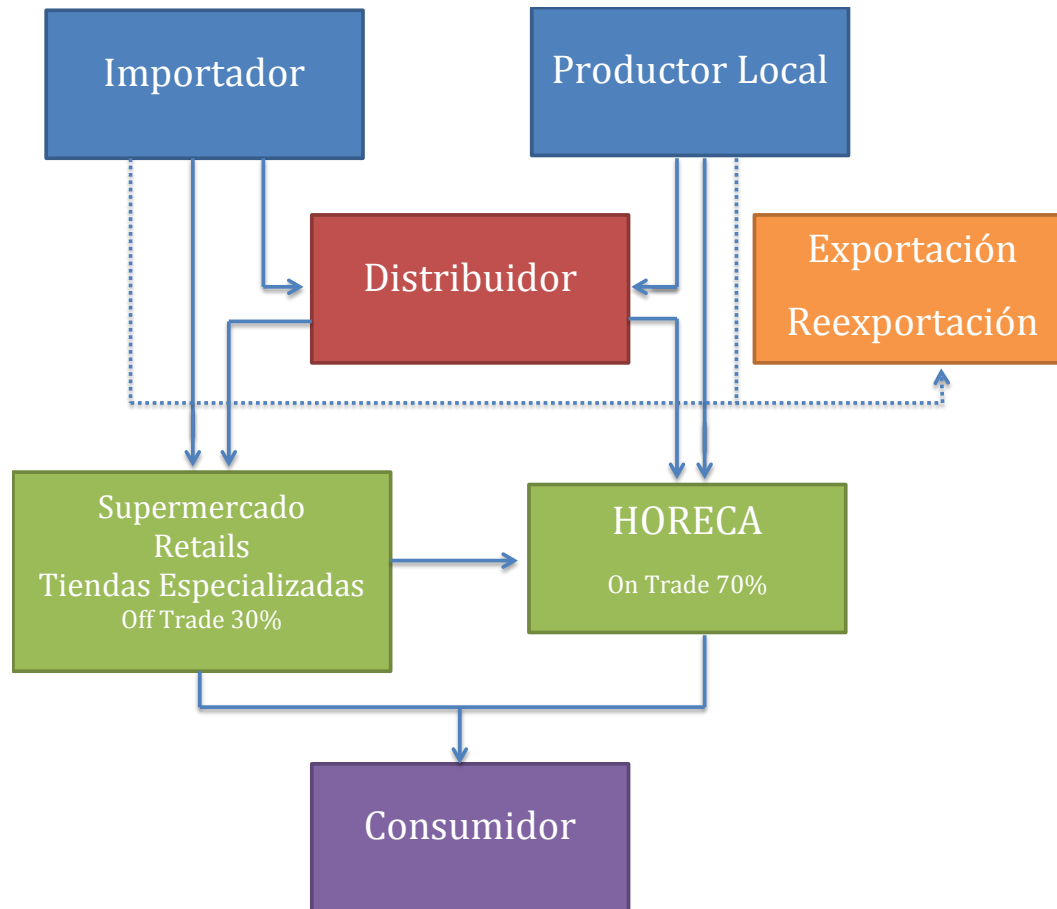 Importador
Productor Local
Distribuidor
Exportación
Reexportación
Supermercado
Retails
Tiendas Especializadas
Off Trade 30%
HORECA
On Trade 70%
Consumidor